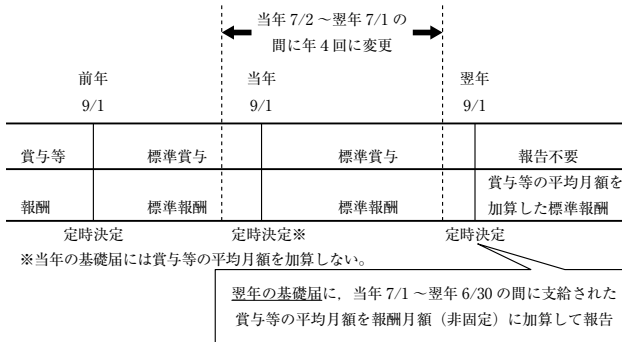 当年 7/2 ～翌年 7/1 の
間に年 4 回に変更
前年 当年 翌年
9/1 9/1 9/1
賞与等 標準賞与 標準賞与 報告不要
賞与等の平均月額を
報酬 標準報酬 標準報酬 加算した標準報酬
定時決定 定時決定※ 定時決定
※当年の基礎届には賞与等の平均月額を加算しない。
翌年の基礎届に，当年 7/1 ～翌年 6/30 の間に支給された
賞与等の平均月額を報酬月額（非固定）に加算して報告